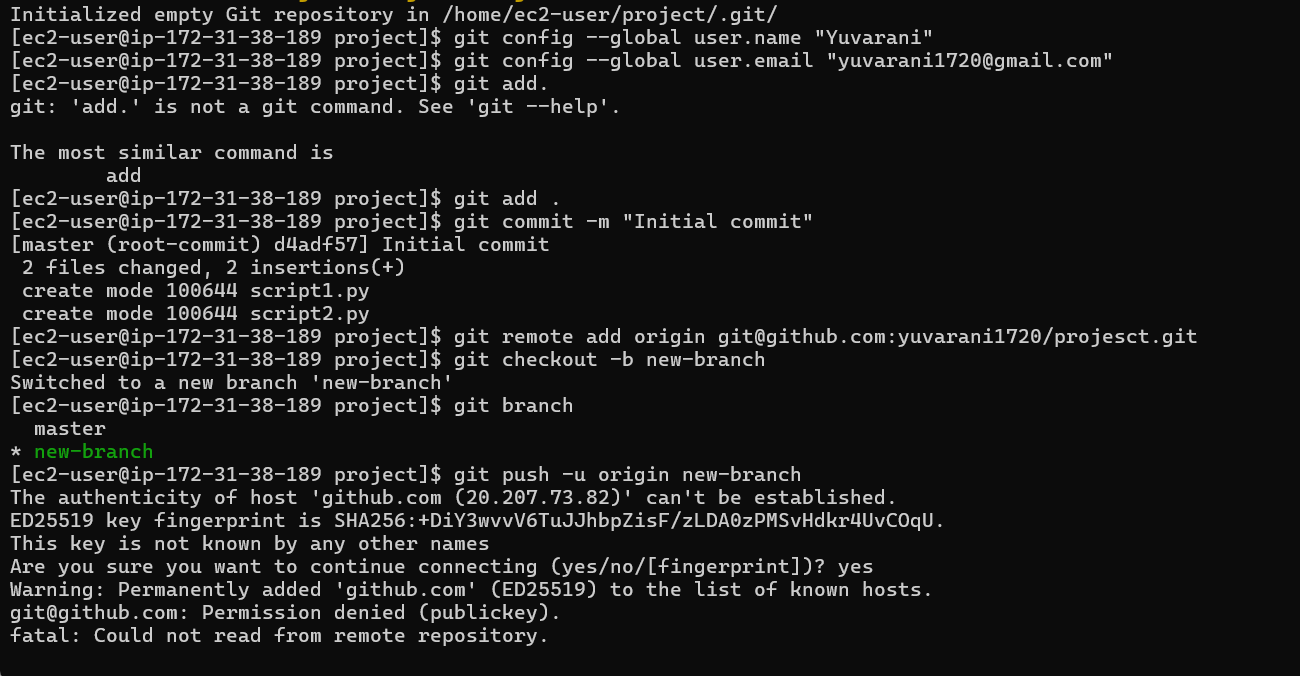 Initialized empty Git repository in /home/ec2-user/project/.git/
[ec2-user@ip-172-31-38-189 project]$ git config --global user.name "Yuvarani"
[ec2-user@ip-172-31-38-189 project]$ git config --global user.email "yuvarani1720@gmail.com"
[ec2-user@ip-172-31-38-189 project]$ git add.
git: 'add.' is not a git command. See 'git --help'.

The most similar command is
        add
[ec2-user@ip-172-31-38-189 project]$ git add .
[ec2-user@ip-172-31-38-189 project]$ git commit -m "Initial commit"
[master (root-commit) d4adf57] Initial commit
 2 files changed, 2 insertions(+)
 create mode 100644 script1.py
 create mode 100644 script2.py
[ec2-user@ip-172-31-38-189 project]$ git remote add origin git@github.com:yuvarani1720/projesct.git
[ec2-user@ip-172-31-38-189 project]$ git checkout -b new-branch
Switched to a new branch 'new-branch'
[ec2-user@ip-172-31-38-189 project]$ git branch
  master
* new-branch
[ec2-user@ip-172-31-38-189 project]$ git push -u origin new-branch
The authenticity of host 'github.com (20.207.73.82)' can't be established.
ED25519 key fingerprint is SHA256:+DiY3wvvV6TuJJhbpZisF/zLDA0zPMSvHdkr4UvCOqU.
This key is not known by any other names
Are you sure you want to continue connecting (yes/no/[fingerprint])? yes
Warning: Permanently added 'github.com' (ED25519) to the list of known hosts.
git@github.com: Permission denied (publickey).
fatal: Could not read from remote repository.